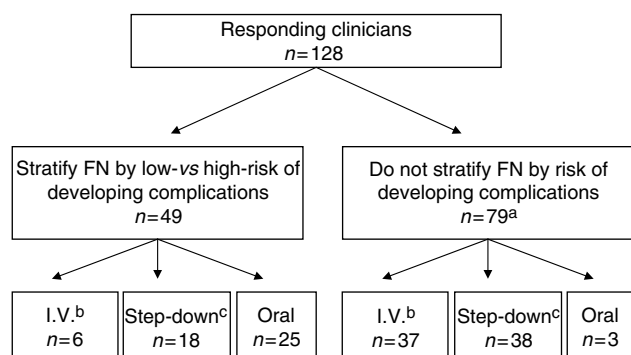 Responding clinicians
n=128
Stratify FN by low-vs high-risk of
developing complications
n=49
Do not stratify FN by risk of
developing complications
n=79ᵃ
I.V.ᵇ
n=6
Step-downᶜ
n=18
Oral
n=25
I.V.ᵇ
n=37
Step-downᶜ
n=38
Oral
n=3